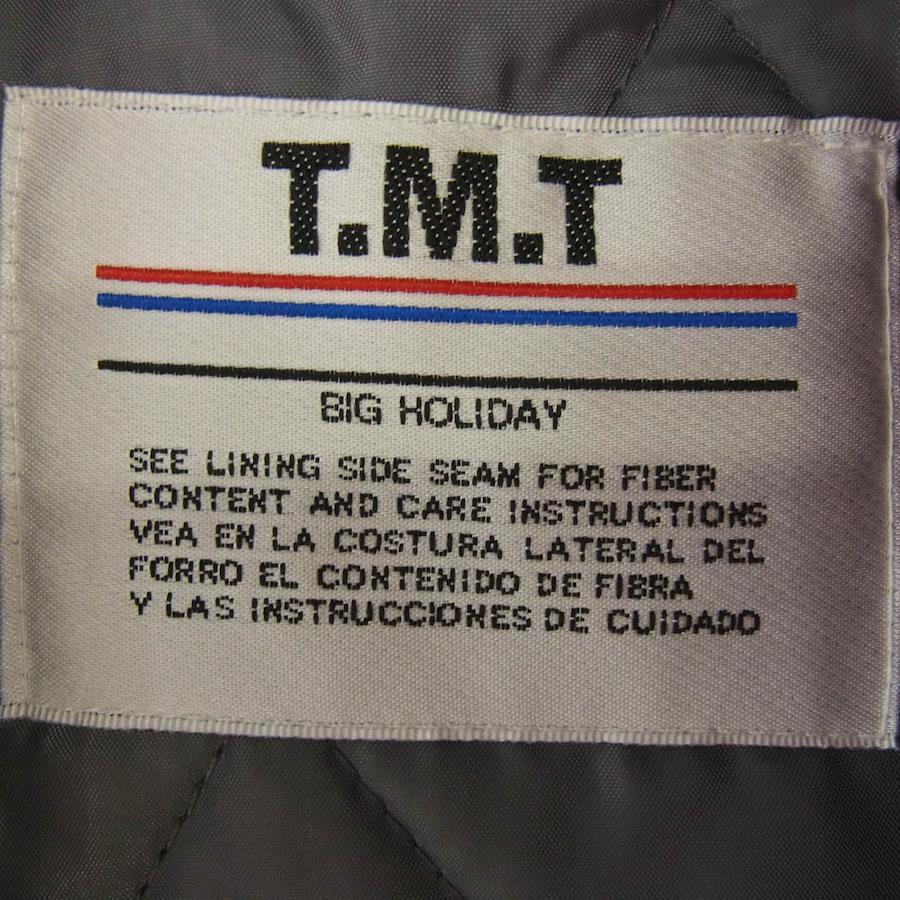 T.M.T
BIG HOLIDAY
SEE LINING SIDE SEAM FOR FIBER
CONTENT AND CARE INSTRUCTIONS
VEA EN LA COSTURA LATERAL DEL
FORRO EL CONTENIDO DE FIBRA
Y LAS INSTRUCCIONES DE CUIDADO